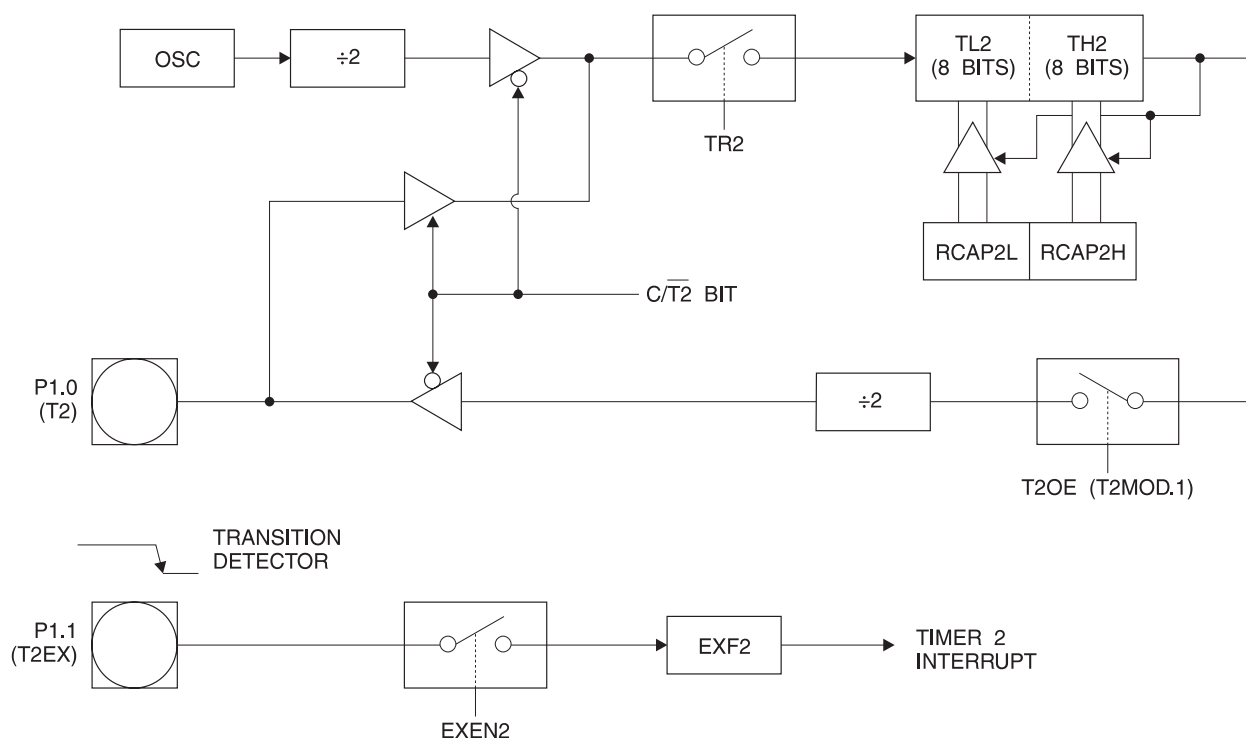 OSC
÷2
TR2
TL2
(8 BITS)
TH2
(8 BITS)
RCAP2L
RCAP2H
C/T̅2̅ BIT
P1.0
(T2)
÷2
T2OE (T2MOD.1)
TRANSITION
DETECTOR
P1.1
(T2EX)
EXEN2
EXF2
TIMER 2
INTERRUPT